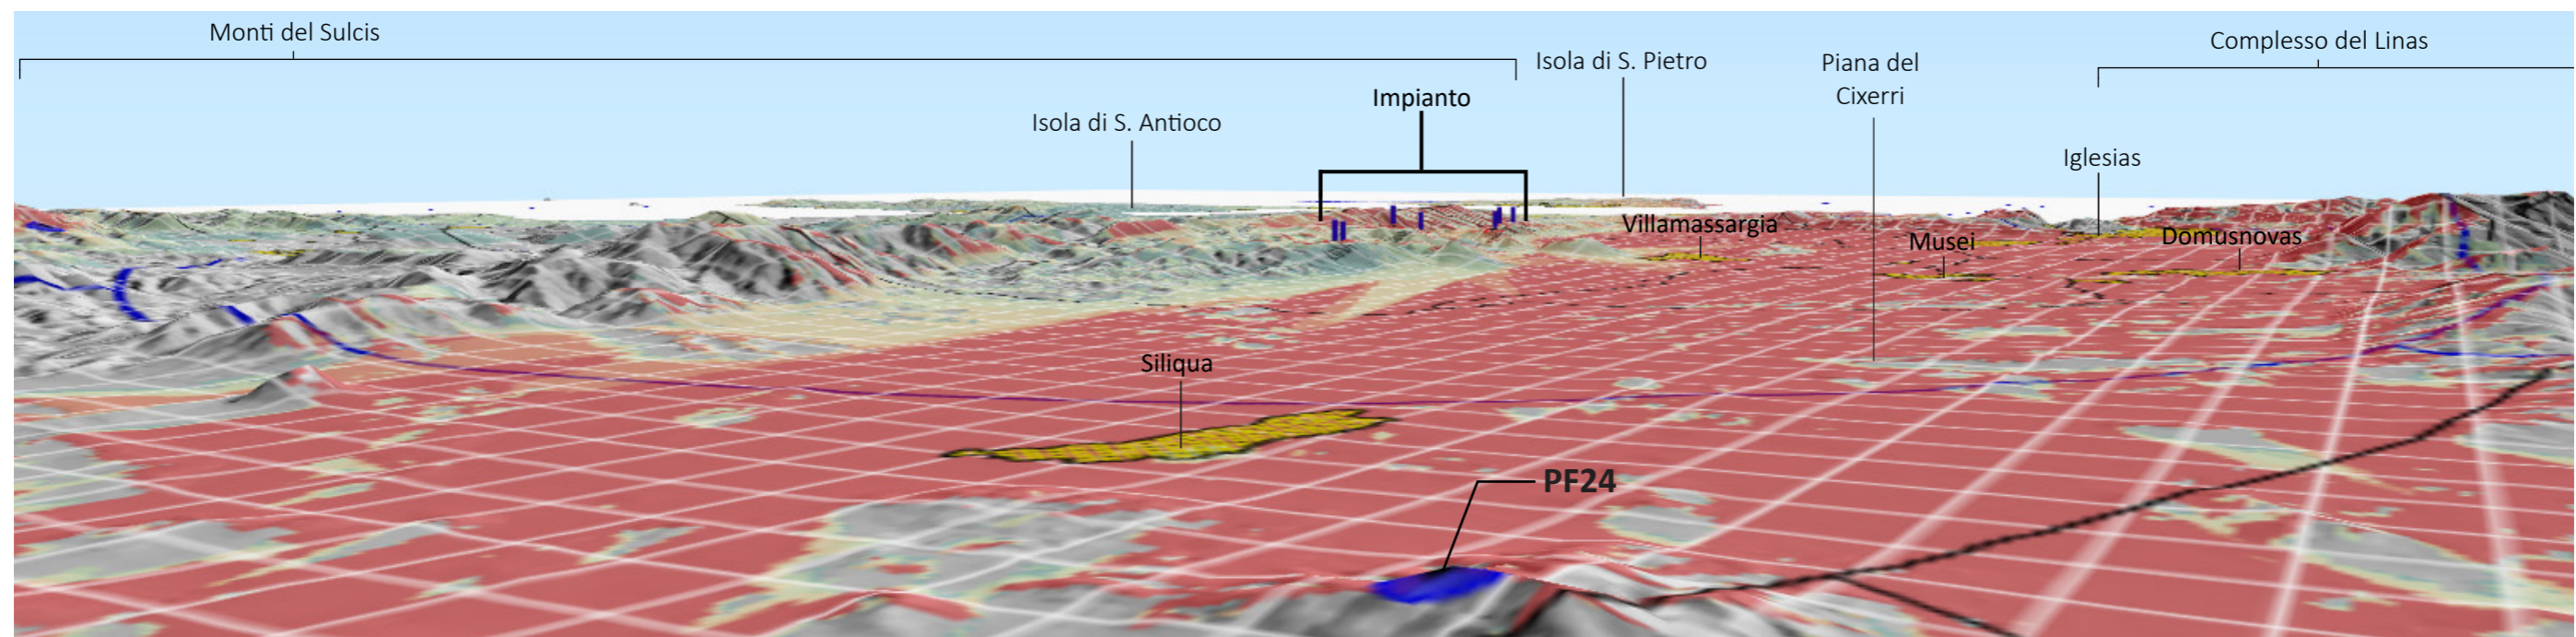 Monti del Sulcis
Complesso del Linas
Isola di S. Pietro
Piana del
Cixerri
Impianto
Isola di S. Antioco
Iglesias
Villamassargia
Musei
Domusnovas
Siliqua
PF24